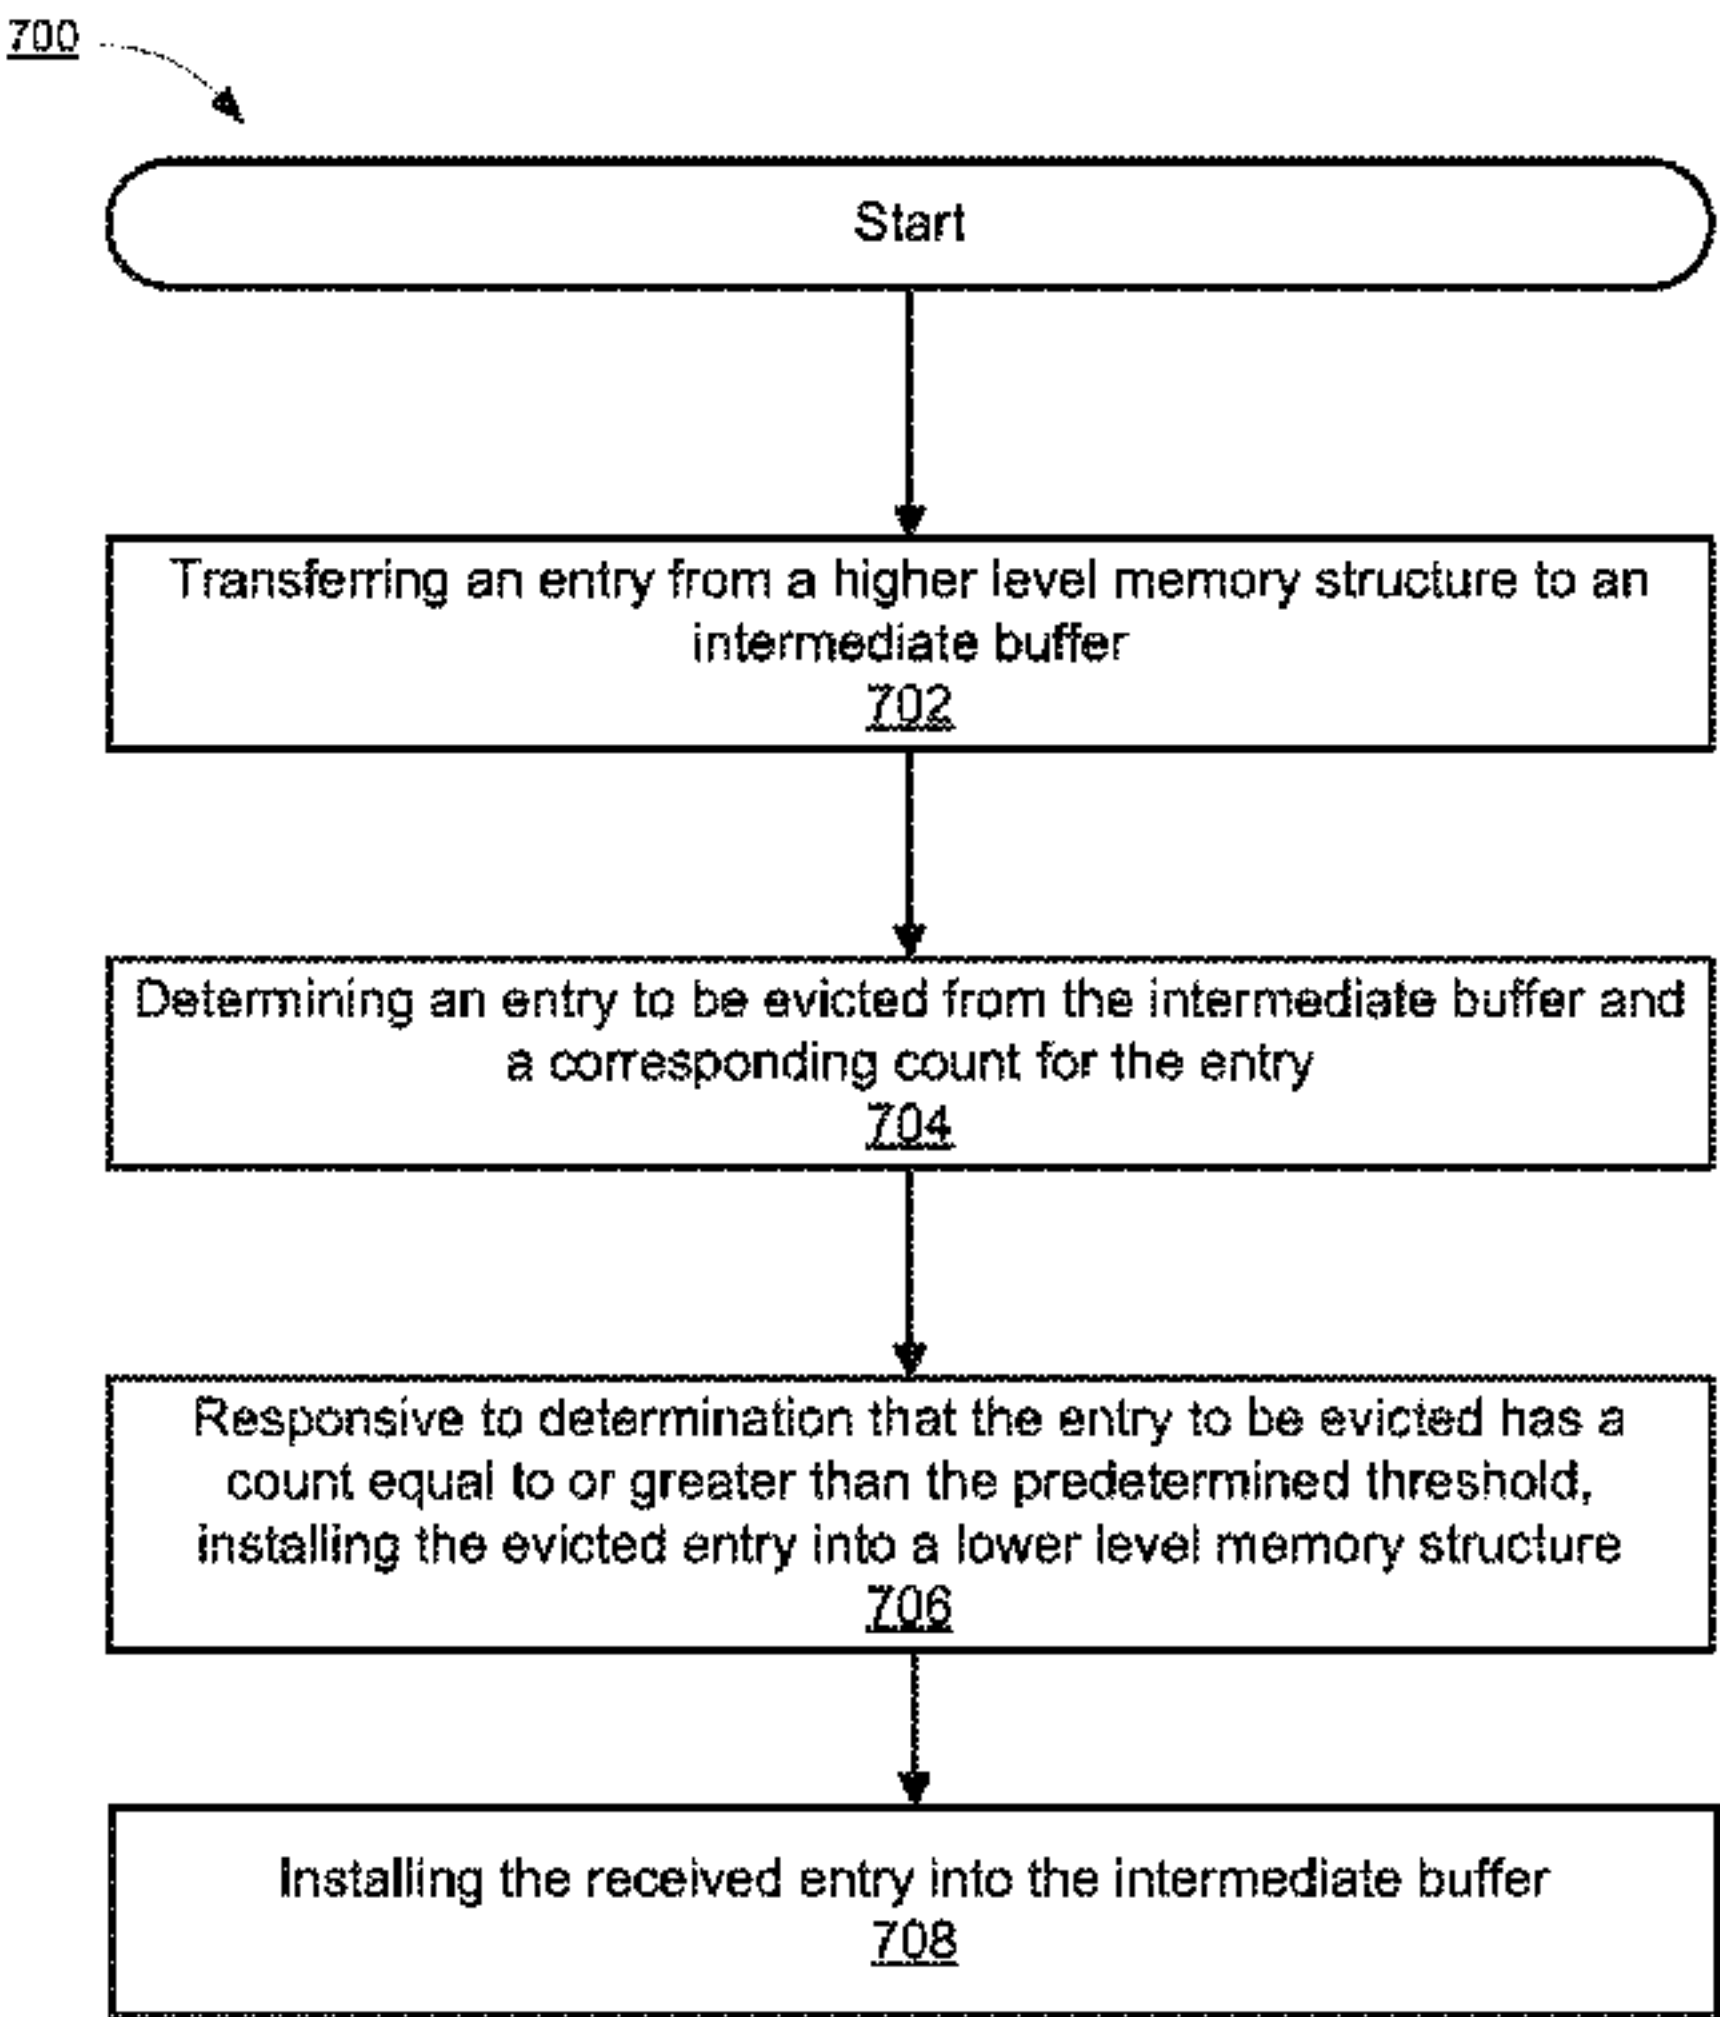 700
Start
Transferring an entry from a higher level memory structure to an
intermediate buffer
702
Determining an entry to be evicted from the intermediate buffer and
a corresponding count for the entry
704
Responsive to determination that the entry to be evicted has a
count equal to or greater than the predetermined threshold,
installing the evicted entry into a lower level memory structure
706
Installing the received entry into the intermediate buffer
708